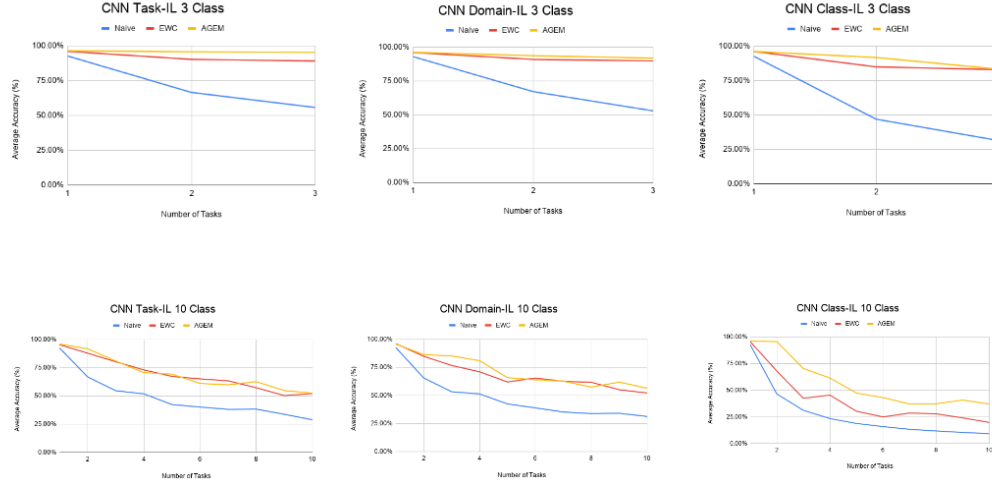 CNN Task-IL 3 Class
Naive EWC AGEM
Average Accuracy (%)
100.00%
75.00%
50.00%
25.00%
0.00%
1 2 3
Number of Tasks
CNN Domain-IL 3 Class
Naive EWC AGEM
Average Accuracy (%)
100.00%
75.00%
50.00%
25.00%
0.00%
1 2 3
Number of Tasks
CNN Class-IL 3 Class
Naive EWC AGEM
Average Accuracy (%)
100.00%
75.00%
50.00%
25.00%
0.00%
1 2
Number of Tasks
CNN Task-IL 10 Class
Naive EWC AGEM
Average Accuracy (%)
100.00%
75.00%
50.00%
25.00%
0.00%
2 4 6 8 10
Number of Tasks
CNN Domain-IL 10 Class
Naive EWC AGEM
Average Accuracy (%)
100.00%
75.00%
50.00%
25.00%
0.00%
2 4 6 8 10
Number of Tasks
CNN Class-IL 10 Class
Naive EWC AGEM
Average Accuracy (%)
100.00%
75.00%
50.00%
25.00%
0.00%
2 4 6 8 10
Number of Tasks